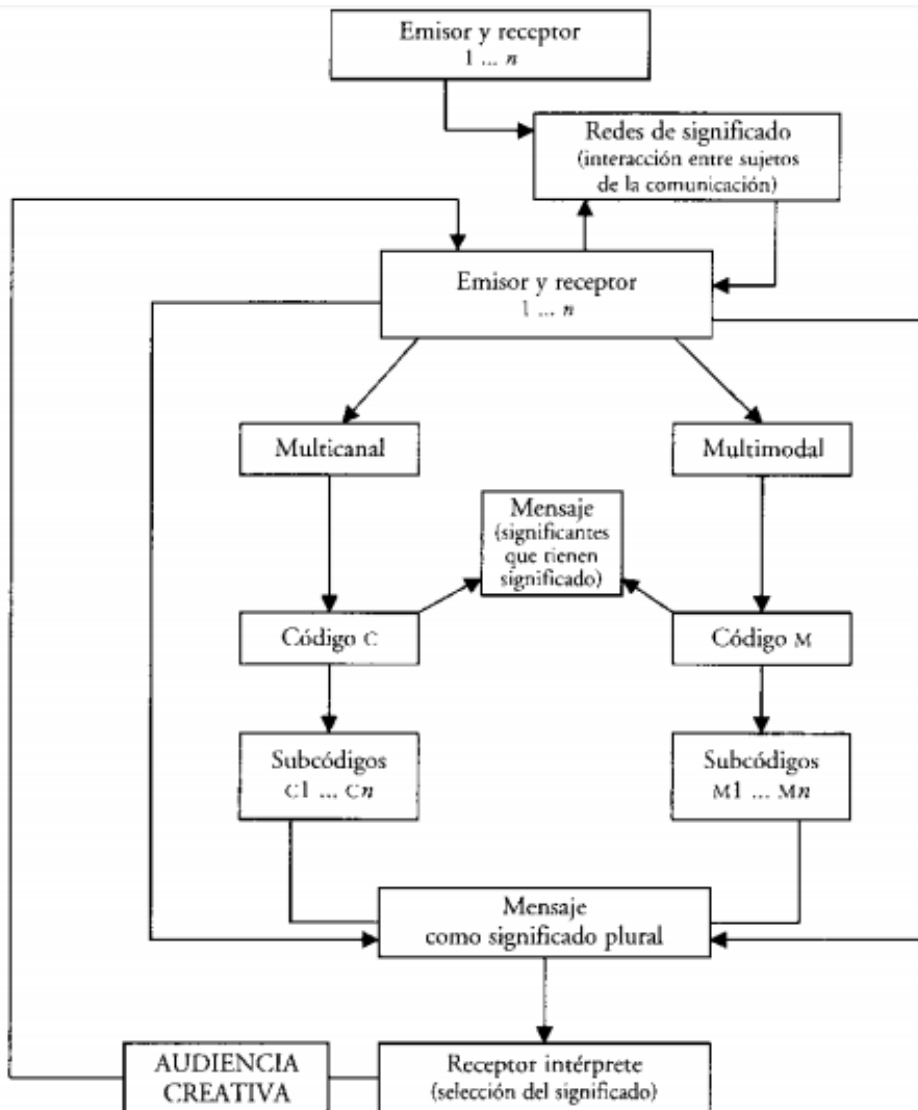 Emisor y receptor
1 ... n
Redes de significado
(interacción entre sujetos
de la comunicación)
Emisor y receptor
1 ... n
Multicanal
Multimodal
Mensaje
(significantes
que tienen
significado)
Código C
Código M
Subcódigos
C1 ... Cn
Subcódigos
M1 ... Mn
Mensaje
como significado plural
AUDIENCIA
CREATIVA
Receptor intérprete
(selección del significado)